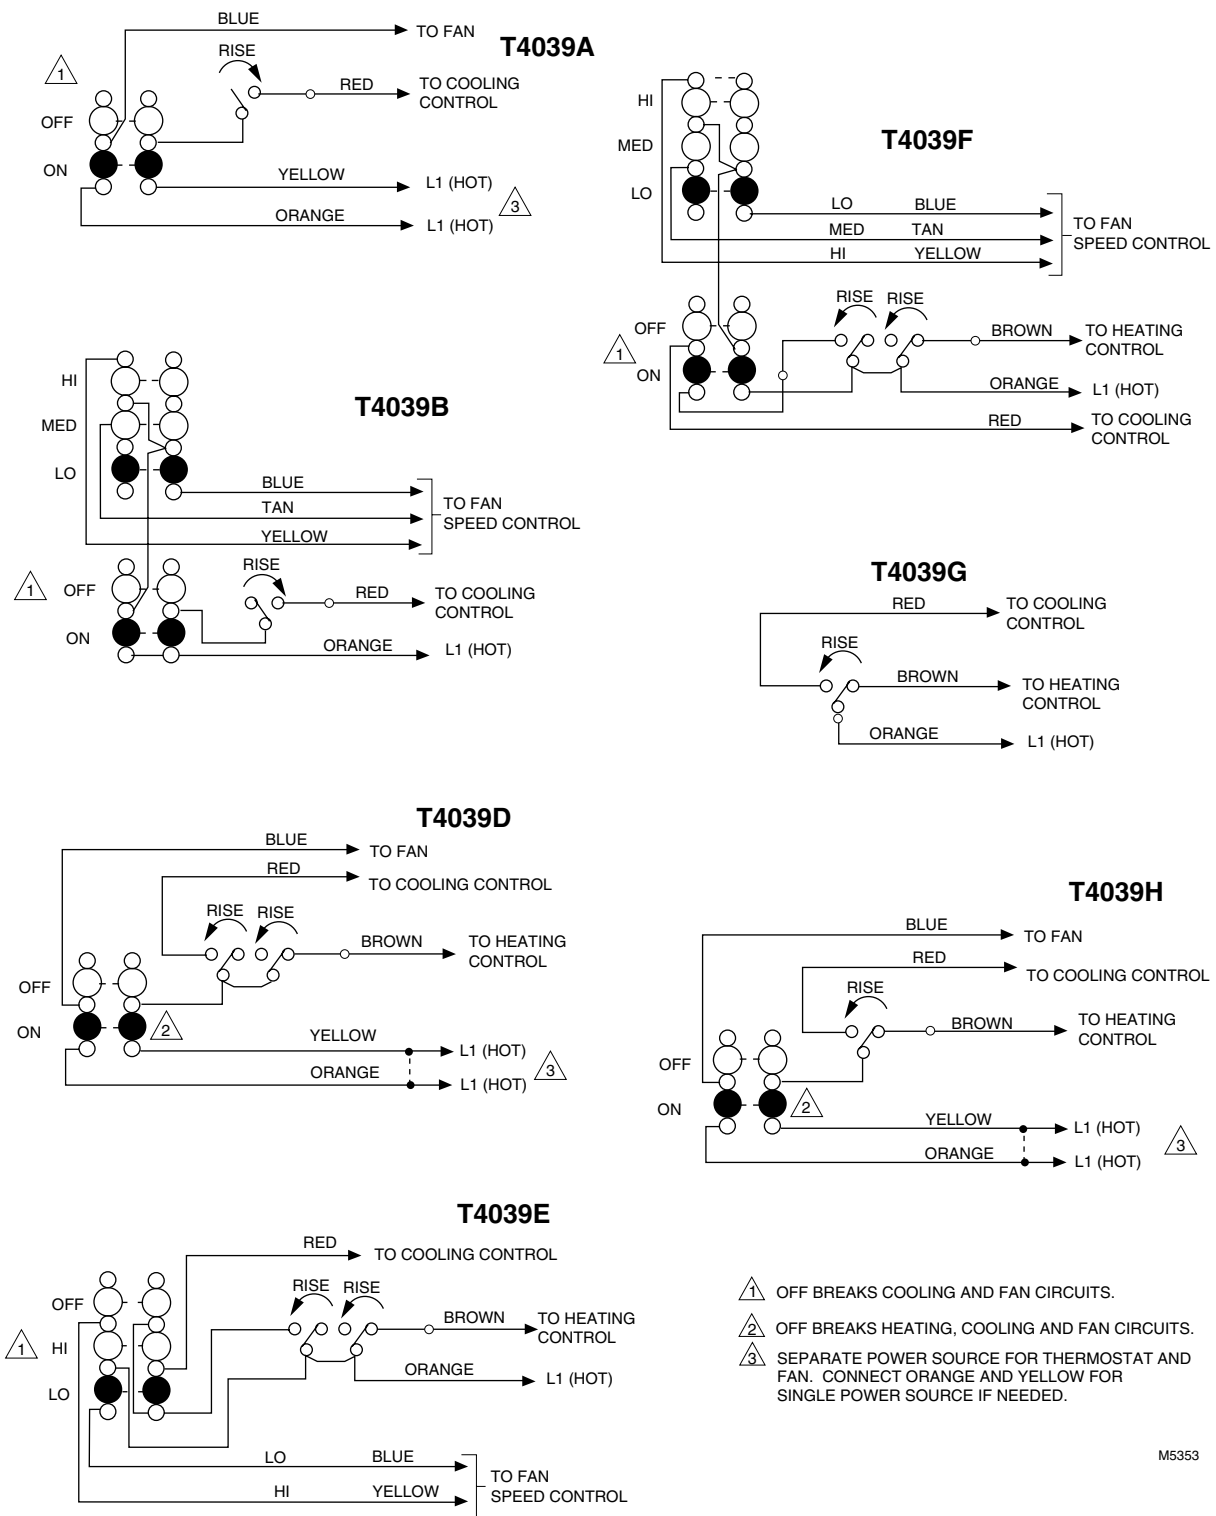 T4039A
BLUE
TO FAN
RISE
1
RED
TO COOLING
CONTROL
OFF
ON
YELLOW
L1 (HOT)
3
ORANGE
L1 (HOT)
T4039F
HI
MED
LO
LO BLUE
MED TAN
HI YELLOW
TO FAN
SPEED CONTROL
RISE RISE
OFF
1
ON
BROWN
TO HEATING
CONTROL
ORANGE
L1 (HOT)
RED
TO COOLING
CONTROL
T4039B
HI
MED
LO
BLUE
TAN
YELLOW
TO FAN
SPEED CONTROL
RISE
1
OFF
ON
RED
TO COOLING
CONTROL
ORANGE
L1 (HOT)
T4039G
RED
TO COOLING
CONTROL
RISE
BROWN
TO HEATING
CONTROL
ORANGE
L1 (HOT)
T4039D
BLUE
TO FAN
RED
TO COOLING CONTROL
RISE RISE
BROWN
TO HEATING
CONTROL
OFF
ON
2
YELLOW
L1 (HOT)
3
ORANGE
L1 (HOT)
T4039H
BLUE
TO FAN
RED
TO COOLING CONTROL
RISE
BROWN
TO HEATING
CONTROL
OFF
ON
2
YELLOW
L1 (HOT)
3
ORANGE
L1 (HOT)
T4039E
RED
TO COOLING CONTROL
RISE RISE
OFF
1
HI
LO
BROWN
TO HEATING
CONTROL
ORANGE
L1 (HOT)
LO BLUE
HI YELLOW
TO FAN
SPEED CONTROL
1 OFF BREAKS COOLING AND FAN CIRCUITS.
2 OFF BREAKS HEATING, COOLING AND FAN CIRCUITS.
3 SEPARATE POWER SOURCE FOR THERMOSTAT AND
FAN. CONNECT ORANGE AND YELLOW FOR
SINGLE POWER SOURCE IF NEEDED.
M5353